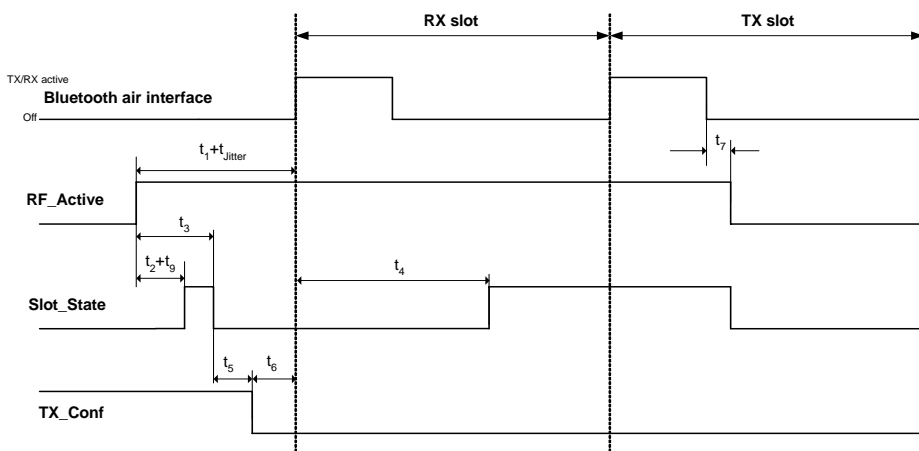 RX slot
TX slot
TX/RX active
Bluetooth air interface
Off
t1+tJitter
t7
RF_Active
t3
t2+t9
t4
Slot_State
t5
t6
TX_Conf